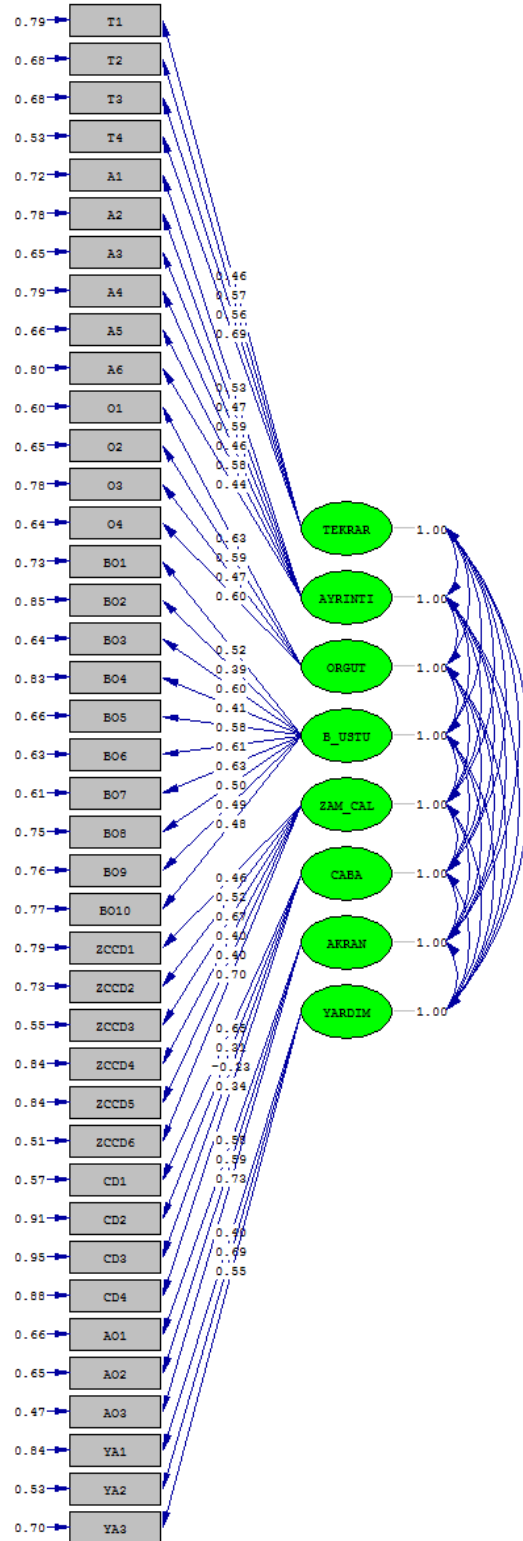 0.79 T1
0.68 T2
0.68 T3
0.53 T4
0.72 A1
0.78 A2
0.65 A3
0.79 A4
0.66 A5
0.80 A6
0.60 O1
0.65 O2
0.78 O3
0.64 O4
0.73 BO1
0.85 BO2
0.64 BO3
0.83 BO4
0.66 BO5
0.63 BO6
0.61 BO7
0.75 BO8
0.76 BO9
0.77 BO10
0.79 ZCCD1
0.73 ZCCD2
0.55 ZCCD3
0.84 ZCCD4
0.84 ZCCD5
0.51 ZCCD6
0.57 CD1
0.91 CD2
0.95 CD3
0.88 CD4
0.66 AO1
0.65 AO2
0.47 AO3
0.84 YA1
0.53 YA2
0.70 YA3
0.46
0.57
0.56
0.69
0.53
0.47
0.59
0.46
0.58
0.44
0.63
0.59
0.47
0.60
0.52
0.39
0.60
0.41
0.58
0.61
0.63
0.50
0.49
0.48
0.46
0.52
0.67
0.40
0.40
0.70
-0.23
0.34
0.58
0.59
0.73
0.40
0.69
0.55
TEKRAR 1.00
AYRINTI 1.00
ORGUT 1.00
B_USTU 1.00
ZAM_CAL 1.00
CABA 1.00
AKRAN 1.00
YARDIM 1.00